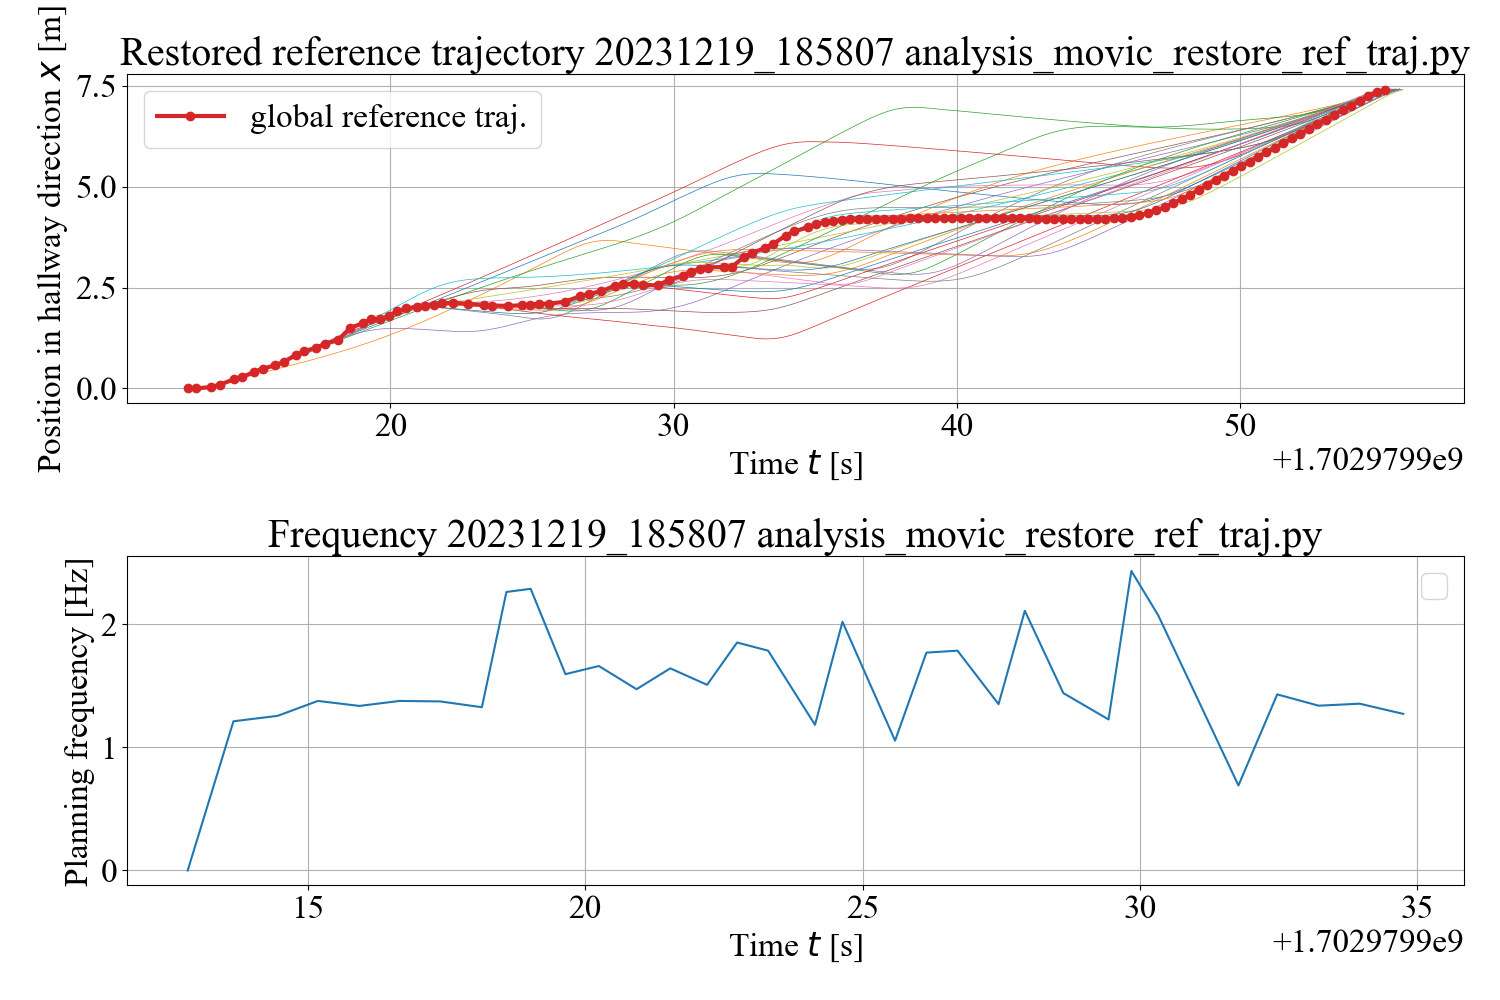 Restored reference trajectory 20231219_185807 analysis_movic_restore_ref_traj.py
Position in hallway direction x [m]
7.5
5.0
2.5
0.0
global reference traj.
20 30 40 50
Time t [s]
+1.7029799e9
Frequency 20231219_185807 analysis_movic_restore_ref_traj.py
Planning frequency [Hz]
2
1
0
15 20 25 30 35
Time t [s]
+1.7029799e9